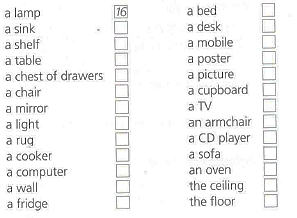 a lamp 16
a sink
a shelf
a table
a chest of drawers
a chair
a mirror
a light
a rug
a cooker
a computer
a wall
a fridge
a bed
a desk
a mobile
a poster
a picture
a cupboard
a TV
an armchair
a CD player
a sofa
an oven
the ceiling
the floor